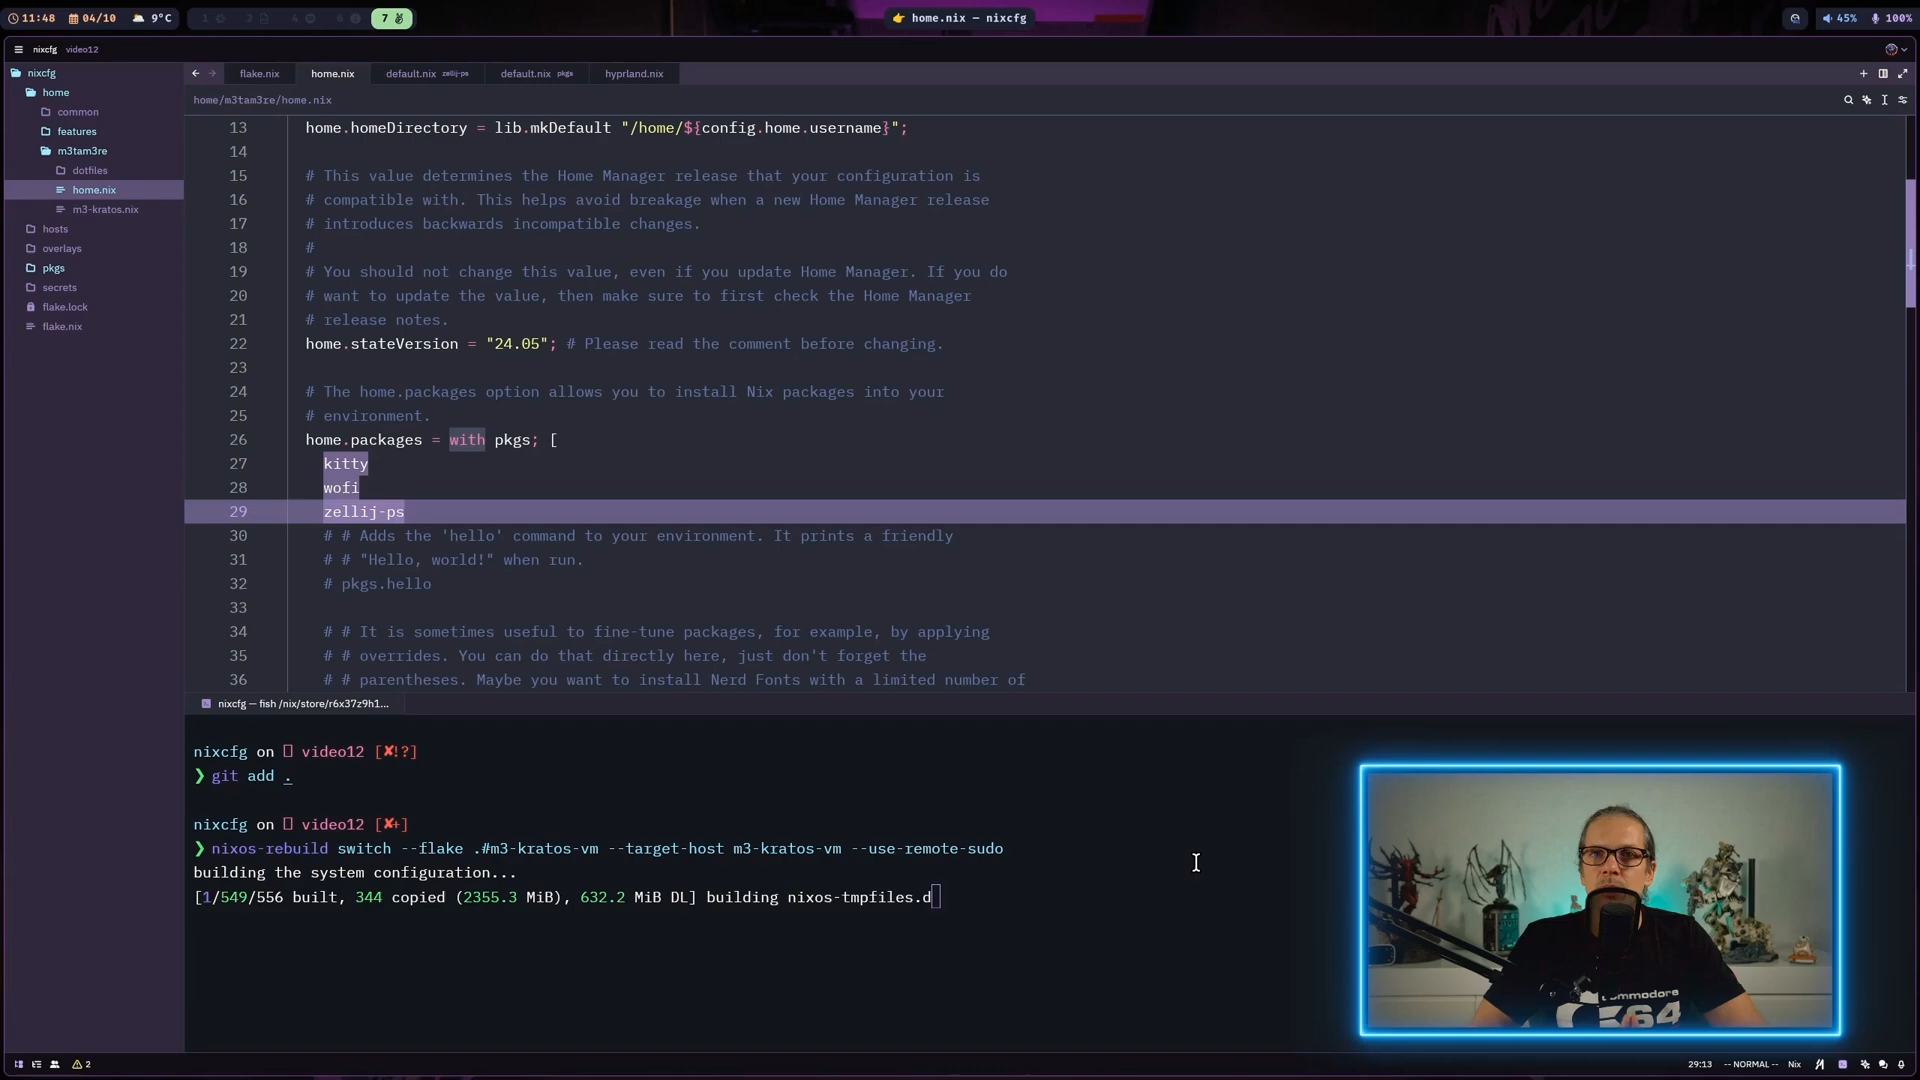 11:48 04/10 9°C 1 3 4 6 7
👉 home.nix — nixcfg
45% 100%
nixcfg video12
nixcfg
home
common
features
m3tam3re
dotfiles
home.nix
m3-kratos.nix
hosts
overlays
pkgs
secrets
flake.lock
flake.nix
flake.nix home.nix default.nix zellij-ps default.nix pkgs hyprland.nix
home/m3tam3re/home.nix
13 home.homeDirectory = lib.mkDefault "/home/${config.home.username}";
14
15 # This value determines the Home Manager release that your configuration is
16 # compatible with. This helps avoid breakage when a new Home Manager release
17 # introduces backwards incompatible changes.
18 #
19 # You should not change this value, even if you update Home Manager. If you do
20 # want to update the value, then make sure to first check the Home Manager
21 # release notes.
22 home.stateVersion = "24.05"; # Please read the comment before changing.
23
24 # The home.packages option allows you to install Nix packages into your
25 # environment.
26 home.packages = with pkgs; [
27 kitty
28 wofi
29 zellij-ps
30 # # Adds the 'hello' command to your environment. It prints a friendly
31 # # "Hello, world!" when run.
32 # pkgs.hello
33
34 # # It is sometimes useful to fine-tune packages, for example, by applying
35 # # overrides. You can do that directly here, just don't forget the
36 # # parentheses. Maybe you want to install Nerd Fonts with a limited number of
nixcfg — fish /nix/store/r6x37z9h1...
nixcfg on video12 [✘!?]
❯ git add .
nixcfg on video12 [✘+]
❯ nixos-rebuild switch --flake .#m3-kratos-vm --target-host m3-kratos-vm --use-remote-sudo
building the system configuration...
[1/549/556 built, 344 copied (2355.3 MiB), 632.2 MiB DL] building nixos-tmpfiles.d
commodore
64
2
29:13 -- NORMAL -- Nix